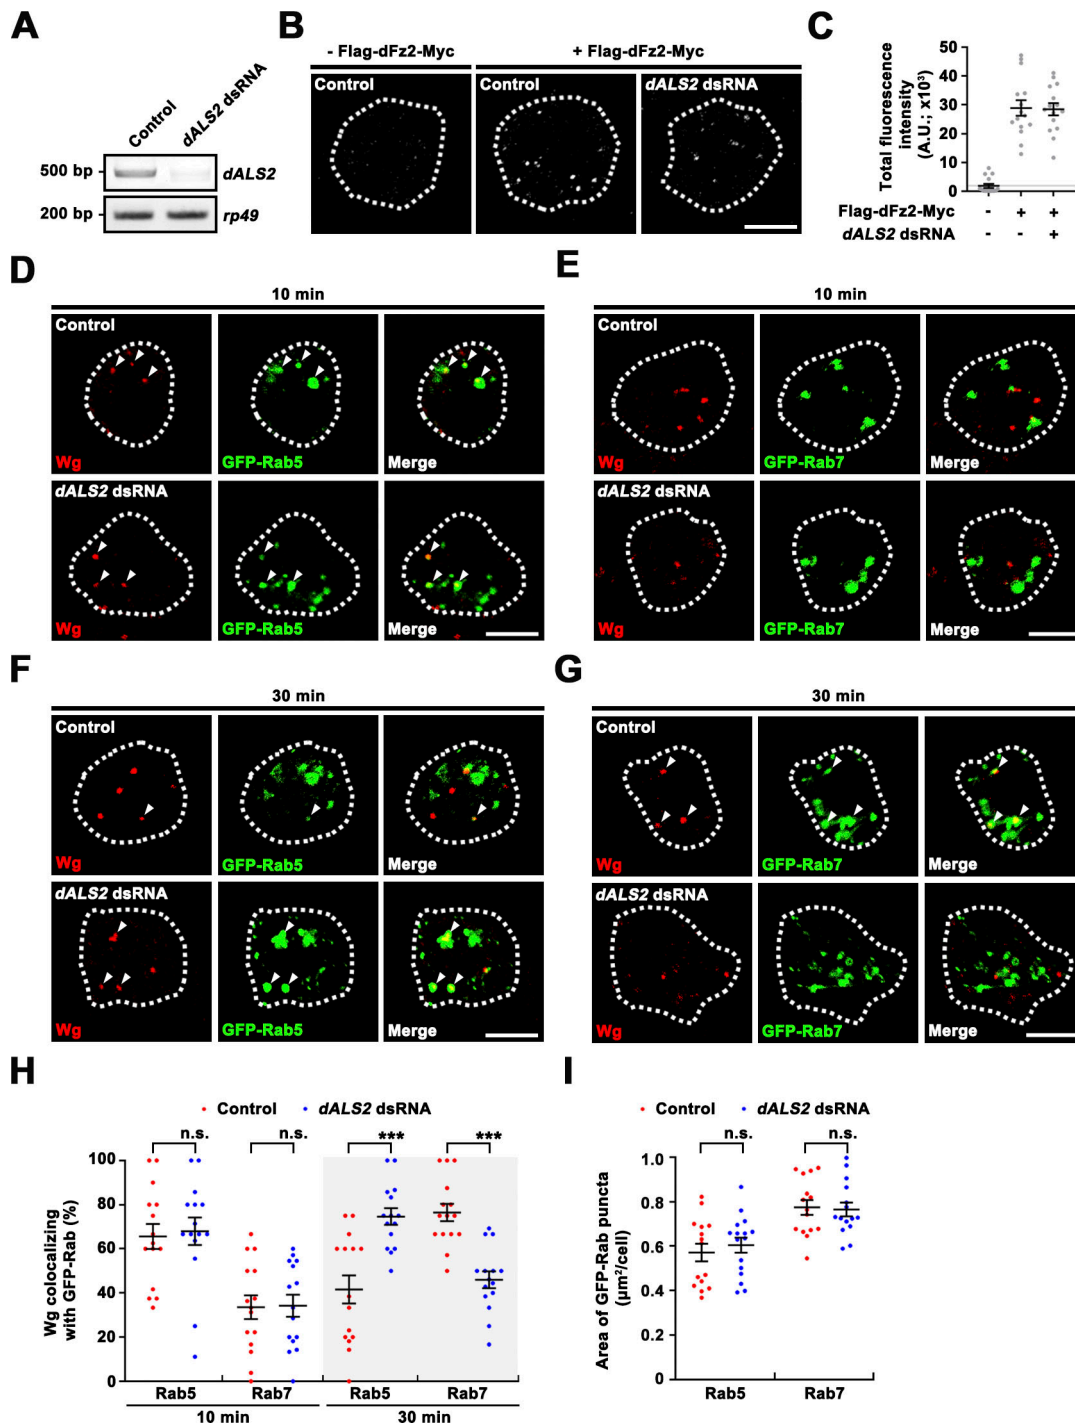 A
Control
dALS2 dsRNA
500 bp
dALS2
200 bp
rp49
B
- Flag-dFz2-Myc
+ Flag-dFz2-Myc
Control
Control
dALS2 dsRNA
C
Total fluorescence
intensity
(A.U.; x10³)
50
40
30
20
10
0
Flag-dFz2-Myc - + +
dALS2 dsRNA - - +
D
10 min
Control
Wg
GFP-Rab5
Merge
dALS2 dsRNA
Wg
GFP-Rab5
Merge
E
10 min
Control
Wg
GFP-Rab7
Merge
dALS2 dsRNA
Wg
GFP-Rab7
Merge
F
30 min
Control
Wg
GFP-Rab5
Merge
dALS2 dsRNA
Wg
GFP-Rab5
Merge
G
30 min
Control
Wg
GFP-Rab7
Merge
dALS2 dsRNA
Wg
GFP-Rab7
Merge
H
Control
dALS2 dsRNA
n.s.
n.s.
***
***
Wg colocalizing
with GFP-Rab (%)
100
80
60
40
20
0
Rab5
Rab7
Rab5
Rab7
10 min
30 min
I
Control
dALS2 dsRNA
n.s.
n.s.
Area of GFP-Rab puncta
(µm²/cell)
1.0
0.8
0.6
0.4
0.2
0
Rab5
Rab7